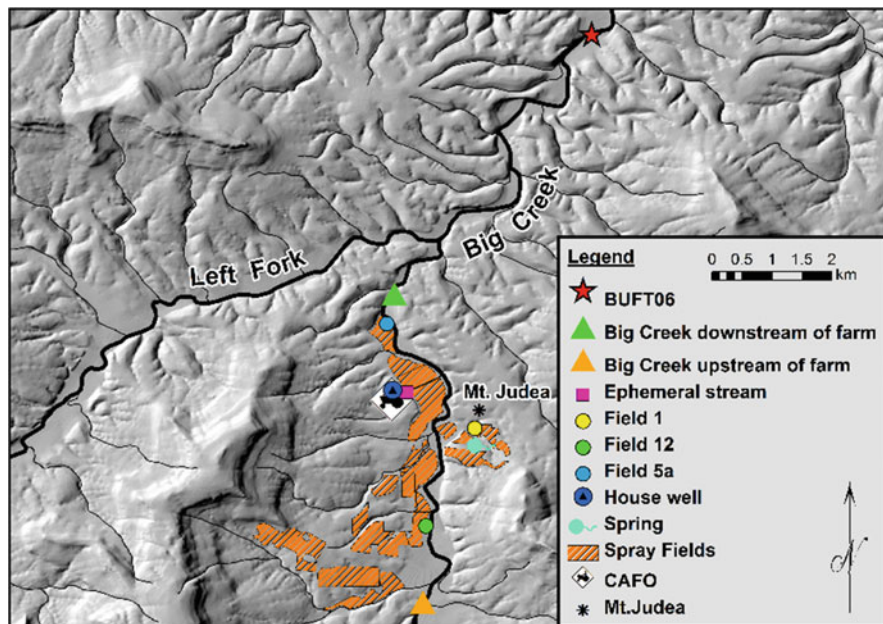 Left Fork
Big Creek
Mt. Judea
Legend
0 0.5 1 2
km
BUFT06
Big Creek downstream of farm
Big Creek upstream of farm
Ephemeral stream
Field 1
Field 12
Field 5a
House well
Spring
Spray Fields
CAFO
Mt.Judea
N